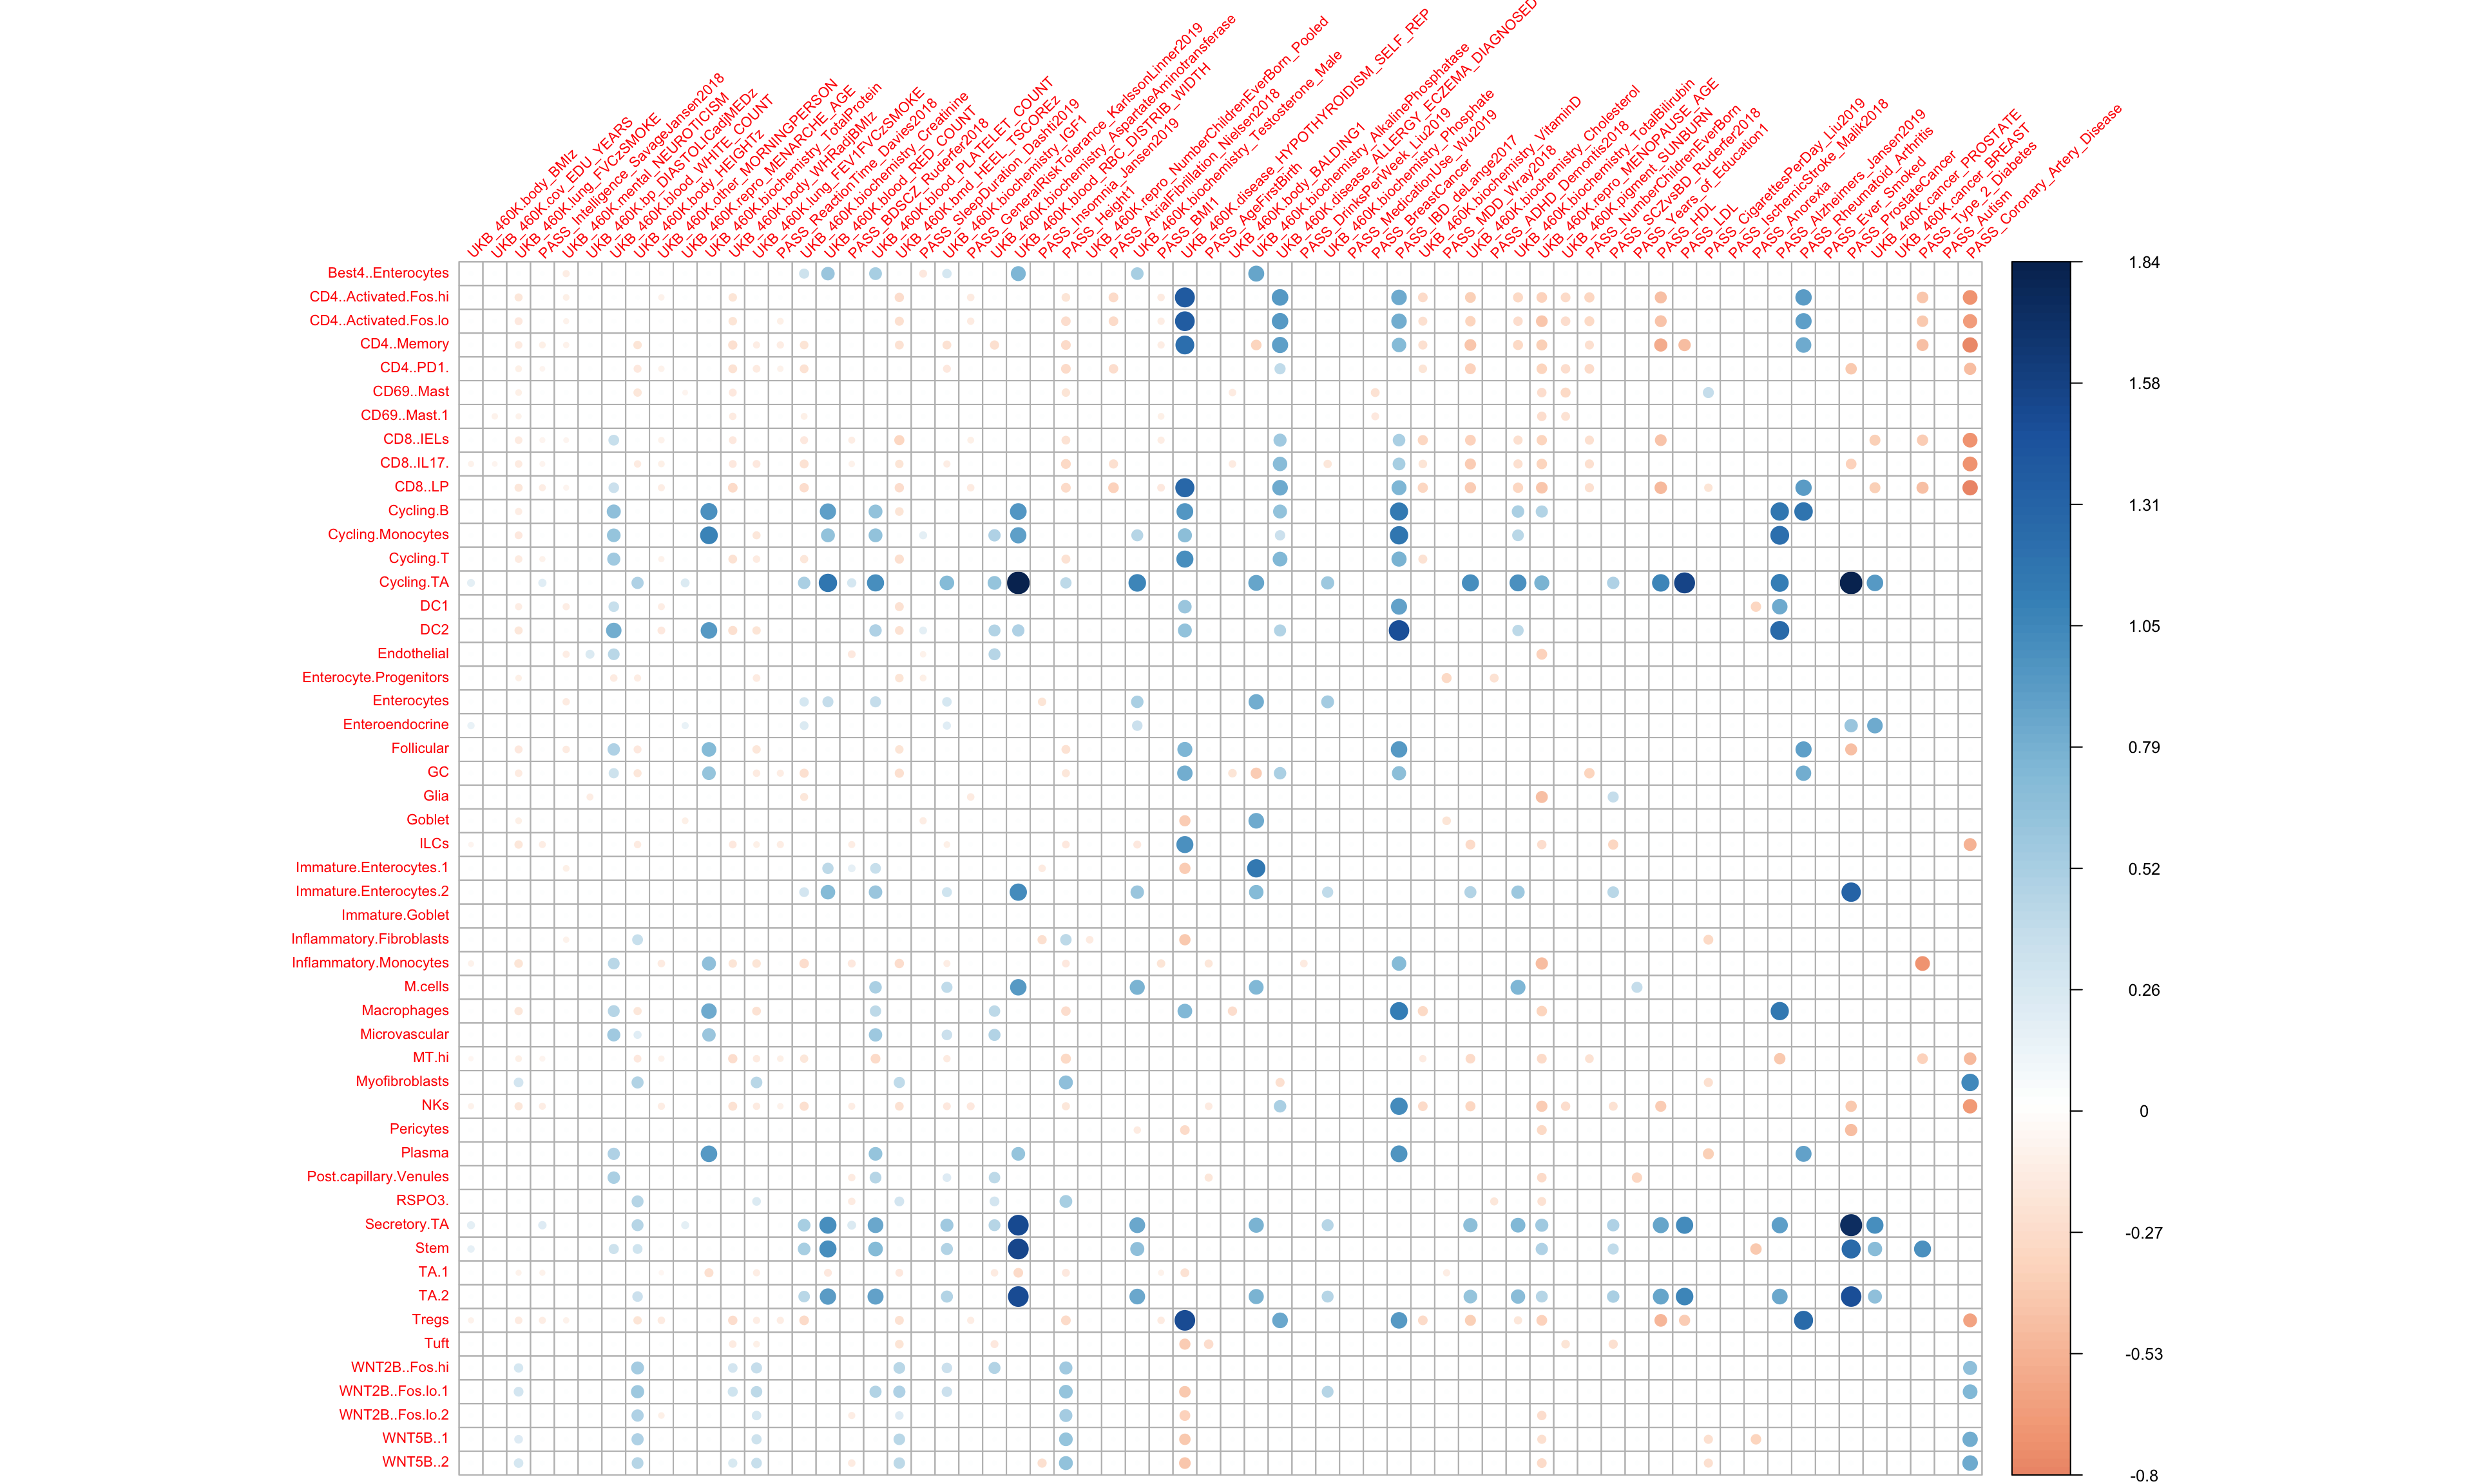 UKB_460K.body_BMIz
UKB_460K.cov_EDU_YEARS
UKB_460K.lung_FVCzSMOKE
PASS_Intelligence_SavageJansen2018
UKB_460K.mental_NEUROTICISM
UKB_460K.bp_DIASTOLICadjMEDz
UKB_460K.blood_WHITE_COUNT
UKB_460K.body_HEIGHTz
UKB_460K.other_MORNINGPERSON
UKB_460K.repro_MENARCHE_AGE
UKB_460K.biochemistry_TotalProtein
UKB_460K.body_WHRadjBMIz
UKB_460K.lung_FEV1FVCzSMOKE
PASS_ReactionTime_Davies2018
UKB_460K.biochemistry_Creatinine
UKB_460K.blood_RED_COUNT
PASS_BDSCZ_Ruderfer2018
UKB_460K.blood_PLATELET_COUNT
UKB_460K.bmd_HEEL_TSCOREz
PASS_SleepDuration_Dashti2019
UKB_460K.biochemistry_IGF1
PASS_GeneralRiskTolerance_KarlssonLinner2019
UKB_460K.biochemistry_AspartateAminotransferase
UKB_460K.blood_RBC_DISTRIB_WIDTH
PASS_Insomnia_Jansen2019
PASS_Height1
UKB_460K.repro_NumberChildrenEverBorn_Pooled
PASS_AtrialFibrillation_Nielsen2018
UKB_460K.biochemistry_Testosterone_Male
PASS_BMI1
UKB_460K.disease_HYPOTHYROIDISM_SELF_REP
PASS_AgeFirstBirth
UKB_460K.body_BALDING1
UKB_460K.biochemistry_AlkalinePhosphatase
UKB_460K.disease_ALLERGY_ECZEMA_DIAGNOSED
PASS_DrinksPerWeek_Liu2019
UKB_460K.biochemistry_Phosphate
PASS_MedicationUse_Wu2019
PASS_BreastCancer
PASS_IBD_deLange2017
UKB_460K.biochemistry_VitaminD
PASS_MDD_Wray2018
UKB_460K.biochemistry_Cholesterol
PASS_ADHD_Demontis2018
UKB_460K.biochemistry_TotalBilirubin
UKB_460K.repro_MENOPAUSE_AGE
UKB_460K.pigment_SUNBURN
PASS_NumberChildrenEverBorn
PASS_SCZvsBD_Ruderfer2018
PASS_Years_of_Education1
PASS_HDL
PASS_LDL
PASS_CigarettesPerDay_Liu2019
PASS_IschemicStroke_Malik2018
PASS_Anorexia
PASS_Alzheimers_Jansen2019
PASS_Rheumatoid_Arthritis
PASS_Ever_Smoked
PASS_ProstateCancer
UKB_460K.cancer_PROSTATE
UKB_460K.cancer_BREAST
PASS_Type_2_Diabetes
PASS_Autism
PASS_Coronary_Artery_Disease
Best4..Enterocytes
CD4..Activated.Fos.hi
CD4..Activated.Fos.lo
CD4..Memory
CD4..PD1.
CD69..Mast
CD69..Mast.1
CD8..IELs
CD8..IL17.
CD8..LP
Cycling.B
Cycling.Monocytes
Cycling.T
Cycling.TA
DC1
DC2
Endothelial
Enterocyte.Progenitors
Enterocytes
Enteroendocrine
Follicular
GC
Glia
Goblet
ILCs
Immature.Enterocytes.1
Immature.Enterocytes.2
Immature.Goblet
Inflammatory.Fibroblasts
Inflammatory.Monocytes
M.cells
Macrophages
Microvascular
MT.hi
Myofibroblasts
NKs
Pericytes
Plasma
Post.capillary.Venules
RSPO3.
Secretory.TA
Stem
TA.1
TA.2
Tregs
Tuft
WNT2B..Fos.hi
WNT2B..Fos.lo.1
WNT2B..Fos.lo.2
WNT5B..1
WNT5B..2
1.84
1.58
1.31
1.05
0.79
0.52
0.26
0
-0.27
-0.53
-0.8